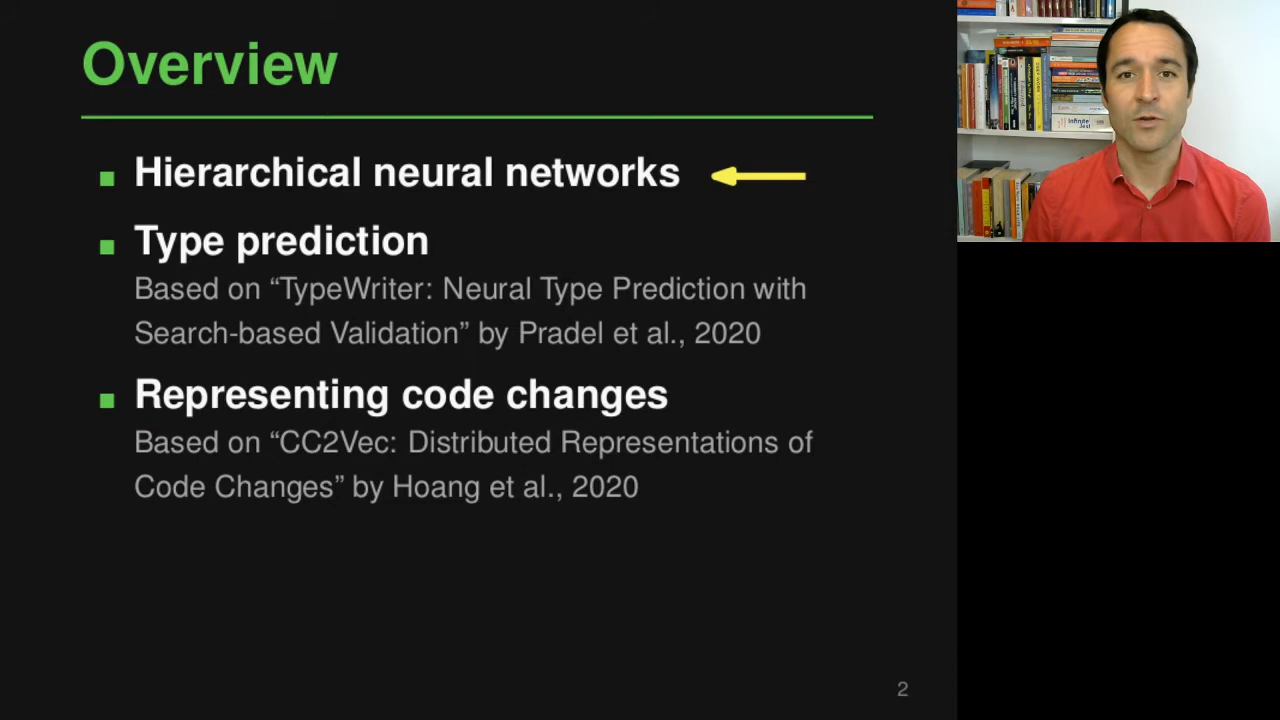 Overview
Hierarchical neural networks
Type prediction
Based on “TypeWriter: Neural Type Prediction with
Search-based Validation” by Pradel et al., 2020
Representing code changes
Based on “CC2Vec: Distributed Representations of
Code Changes” by Hoang et al., 2020
2
Infinite
Jest